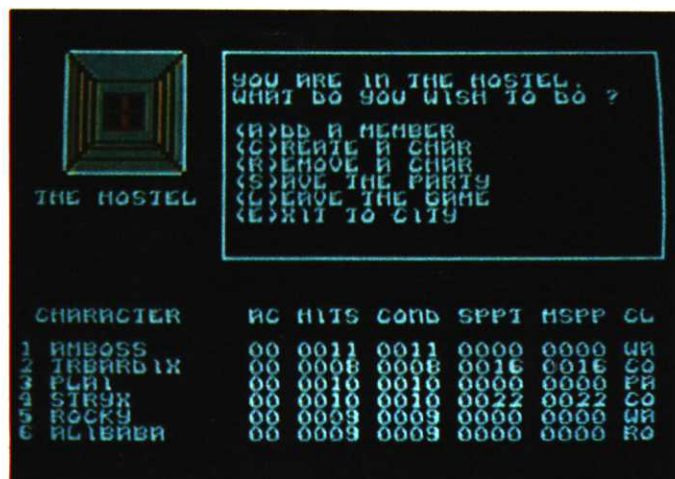 YOU ARE IN THE HOSTEL.
WHAT DO YOU WISH TO DO ?
(A)DD A MEMBER
(C)REATE A CHAR
(R)EMOVE A CHAR
(S)AVE THE PARTY
(L)EAVE THE GAME
(E)XIT TO CITY
THE HOSTEL
CHARACTER AC HITS COND SPPT MSPP CL
1 AMBOSS 00 0011 0011 0000 0000 WA
2 TRBARDIX 00 0008 0008 0016 0016 CO
3 PLAI 00 0010 0010 0000 0000 PA
4 STRYX 00 0010 0010 0022 0022 CO
5 ROCKY 00 0009 0009 0000 0000 WA
6 ALIBABA 00 0009 0009 0000 0000 RO